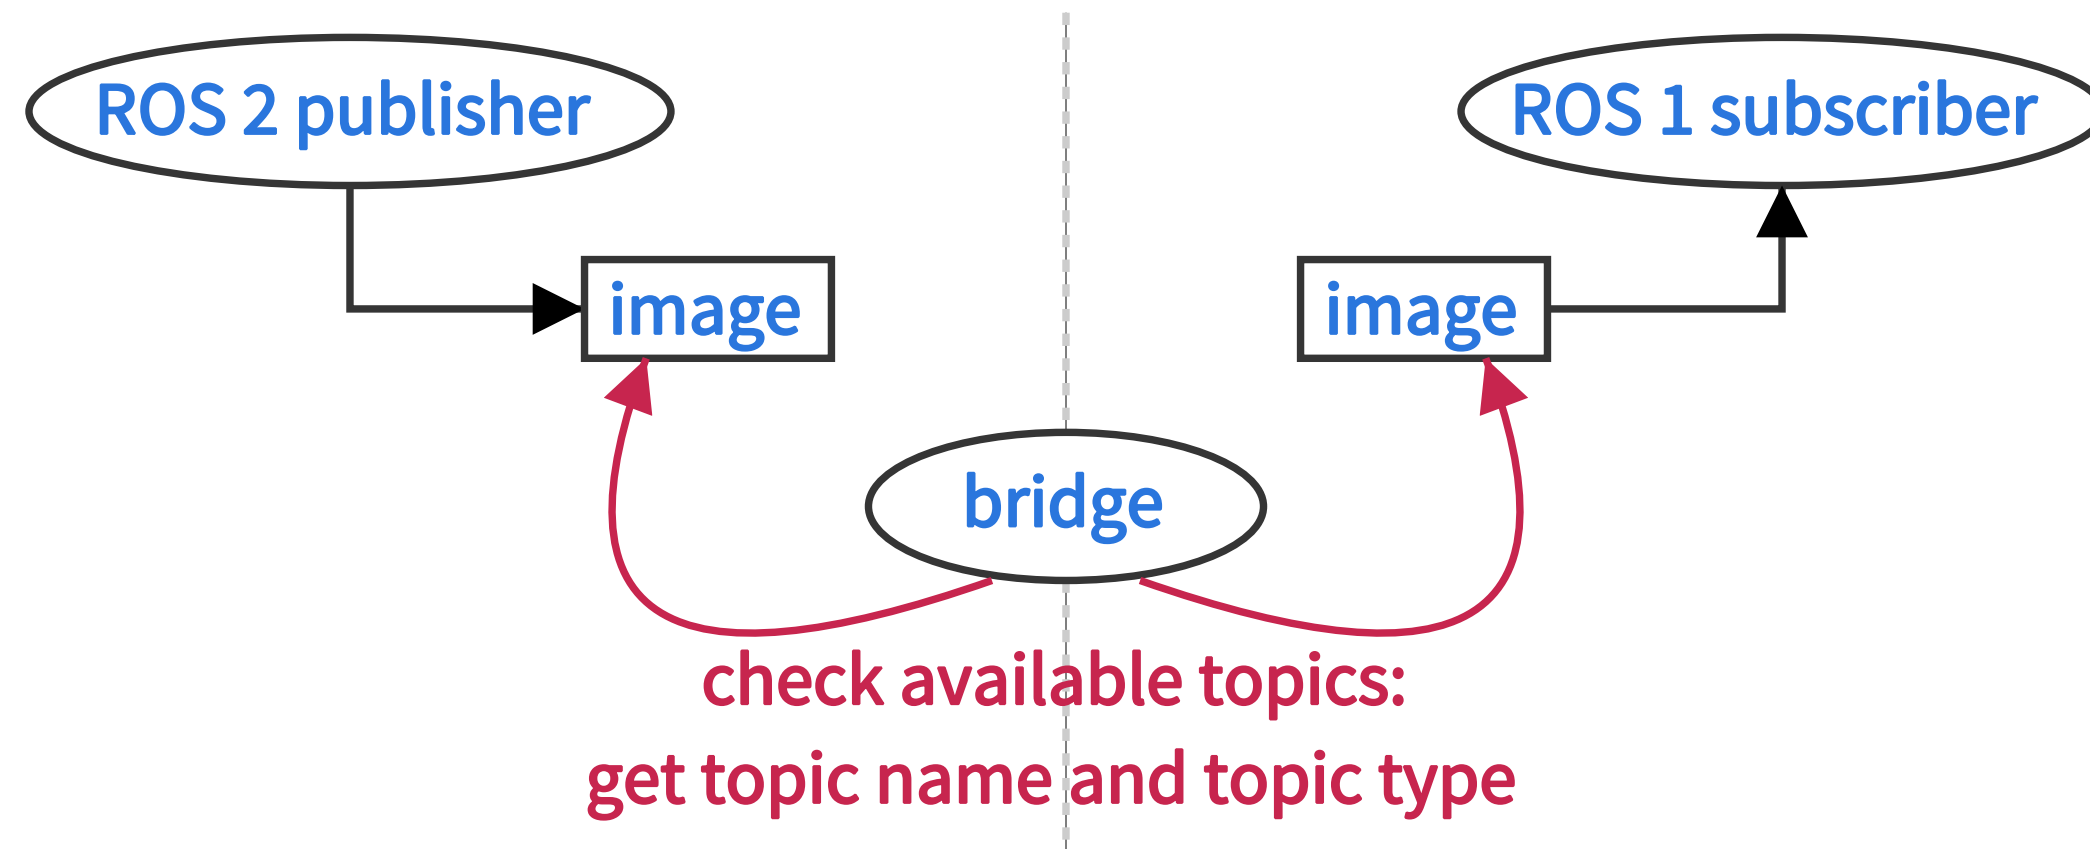 ROS 2 publisher
ROS 1 subscriber
image
image
bridge
check available topics:
get topic name and topic type